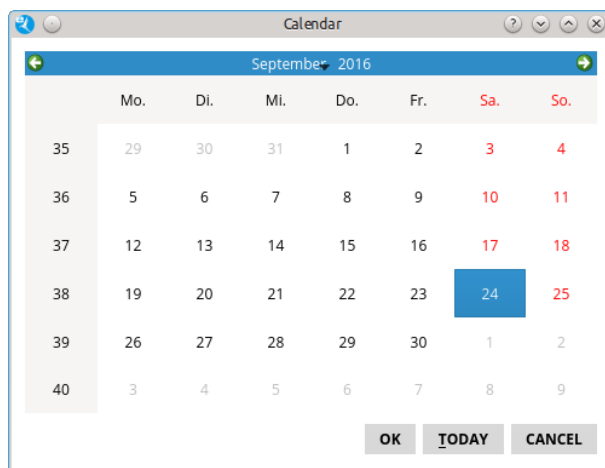 Calendar
September 2016
Mo. Di. Mi. Do. Fr. Sa. So.
35 29 30 31 1 2 3 4
36 5 6 7 8 9 10 11
37 12 13 14 15 16 17 18
38 19 20 21 22 23 24 25
39 26 27 28 29 30 1 2
40 3 4 5 6 7 8 9
OK TODAY CANCEL